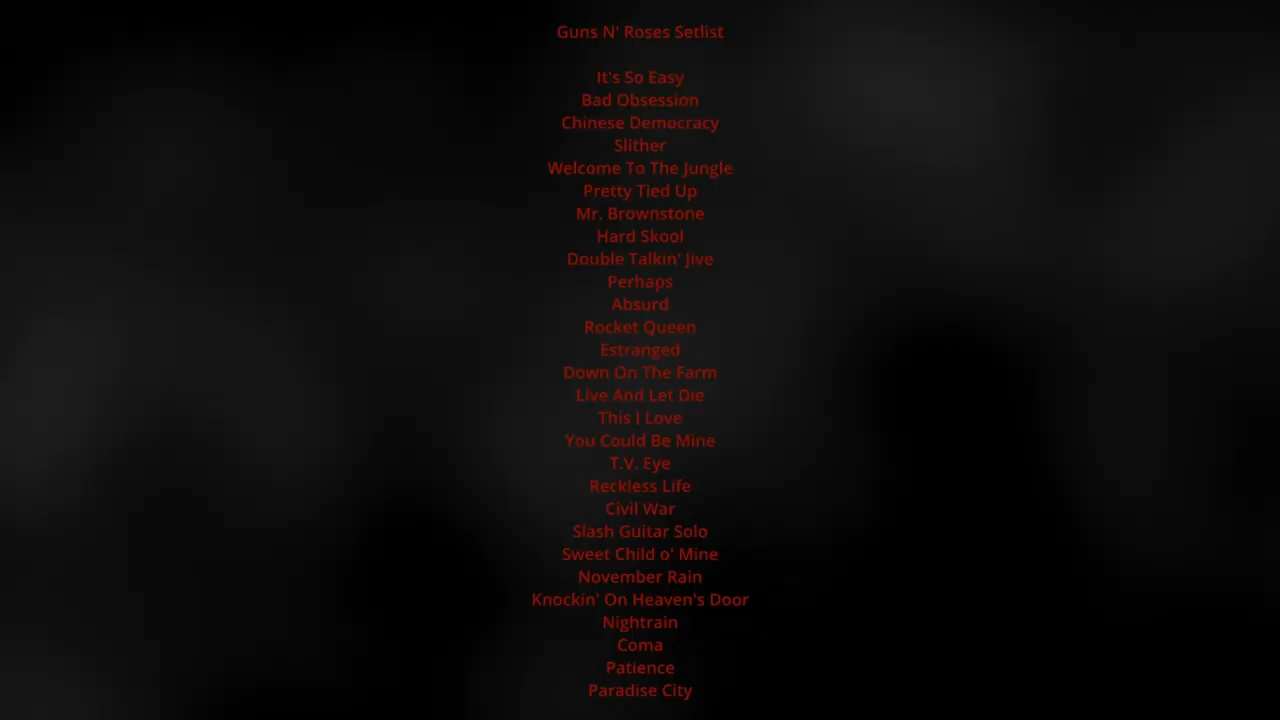 Guns N' Roses Setlist
It's So Easy
Bad Obsession
Chinese Democracy
Slither
Welcome To The Jungle
Pretty Tied Up
Mr. Brownstone
Hard Skool
Double Talkin' Jive
Perhaps
Absurd
Rocket Queen
Estranged
Down On The Farm
Live And Let Die
This I Love
You Could Be Mine
T.V. Eye
Reckless Life
Civil War
Slash Guitar Solo
Sweet Child o' Mine
November Rain
Knockin' On Heaven's Door
Nightrain
Coma
Patience
Paradise City